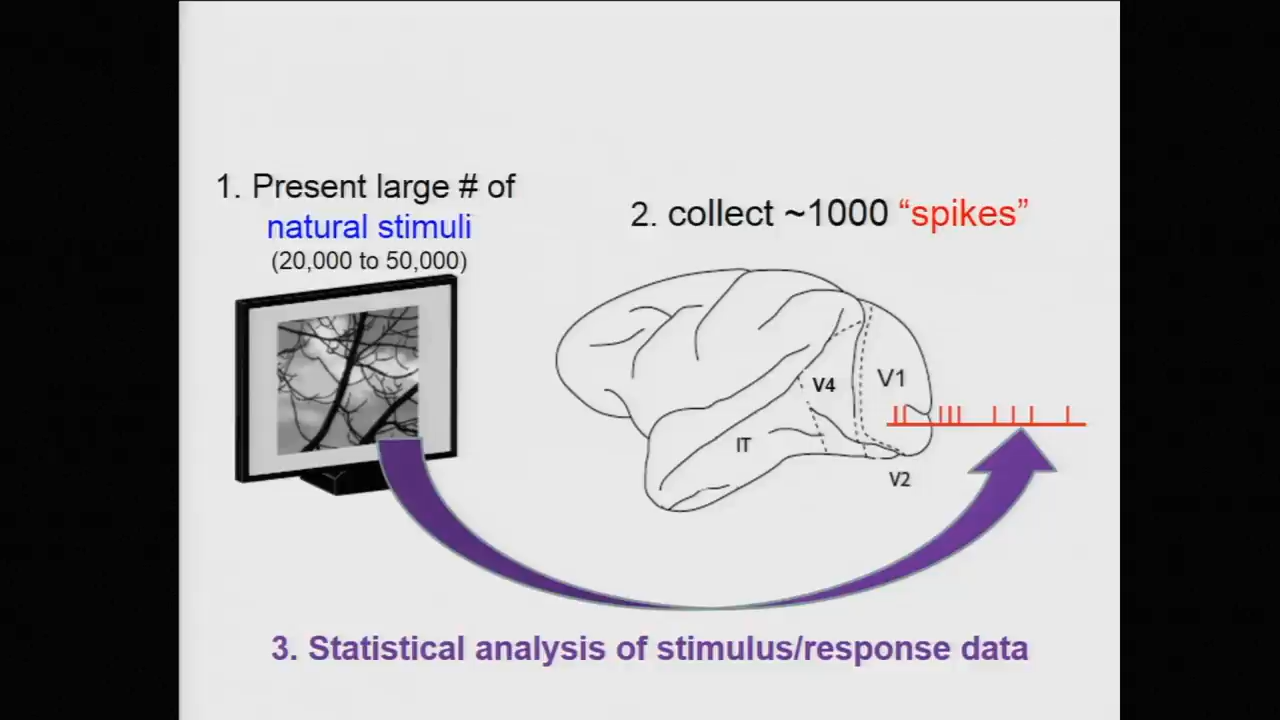 1. Present large # of
natural stimuli
(20,000 to 50,000)
2. collect ~1000 “spikes”
V4
V1
IT
V2
3. Statistical analysis of stimulus/response data